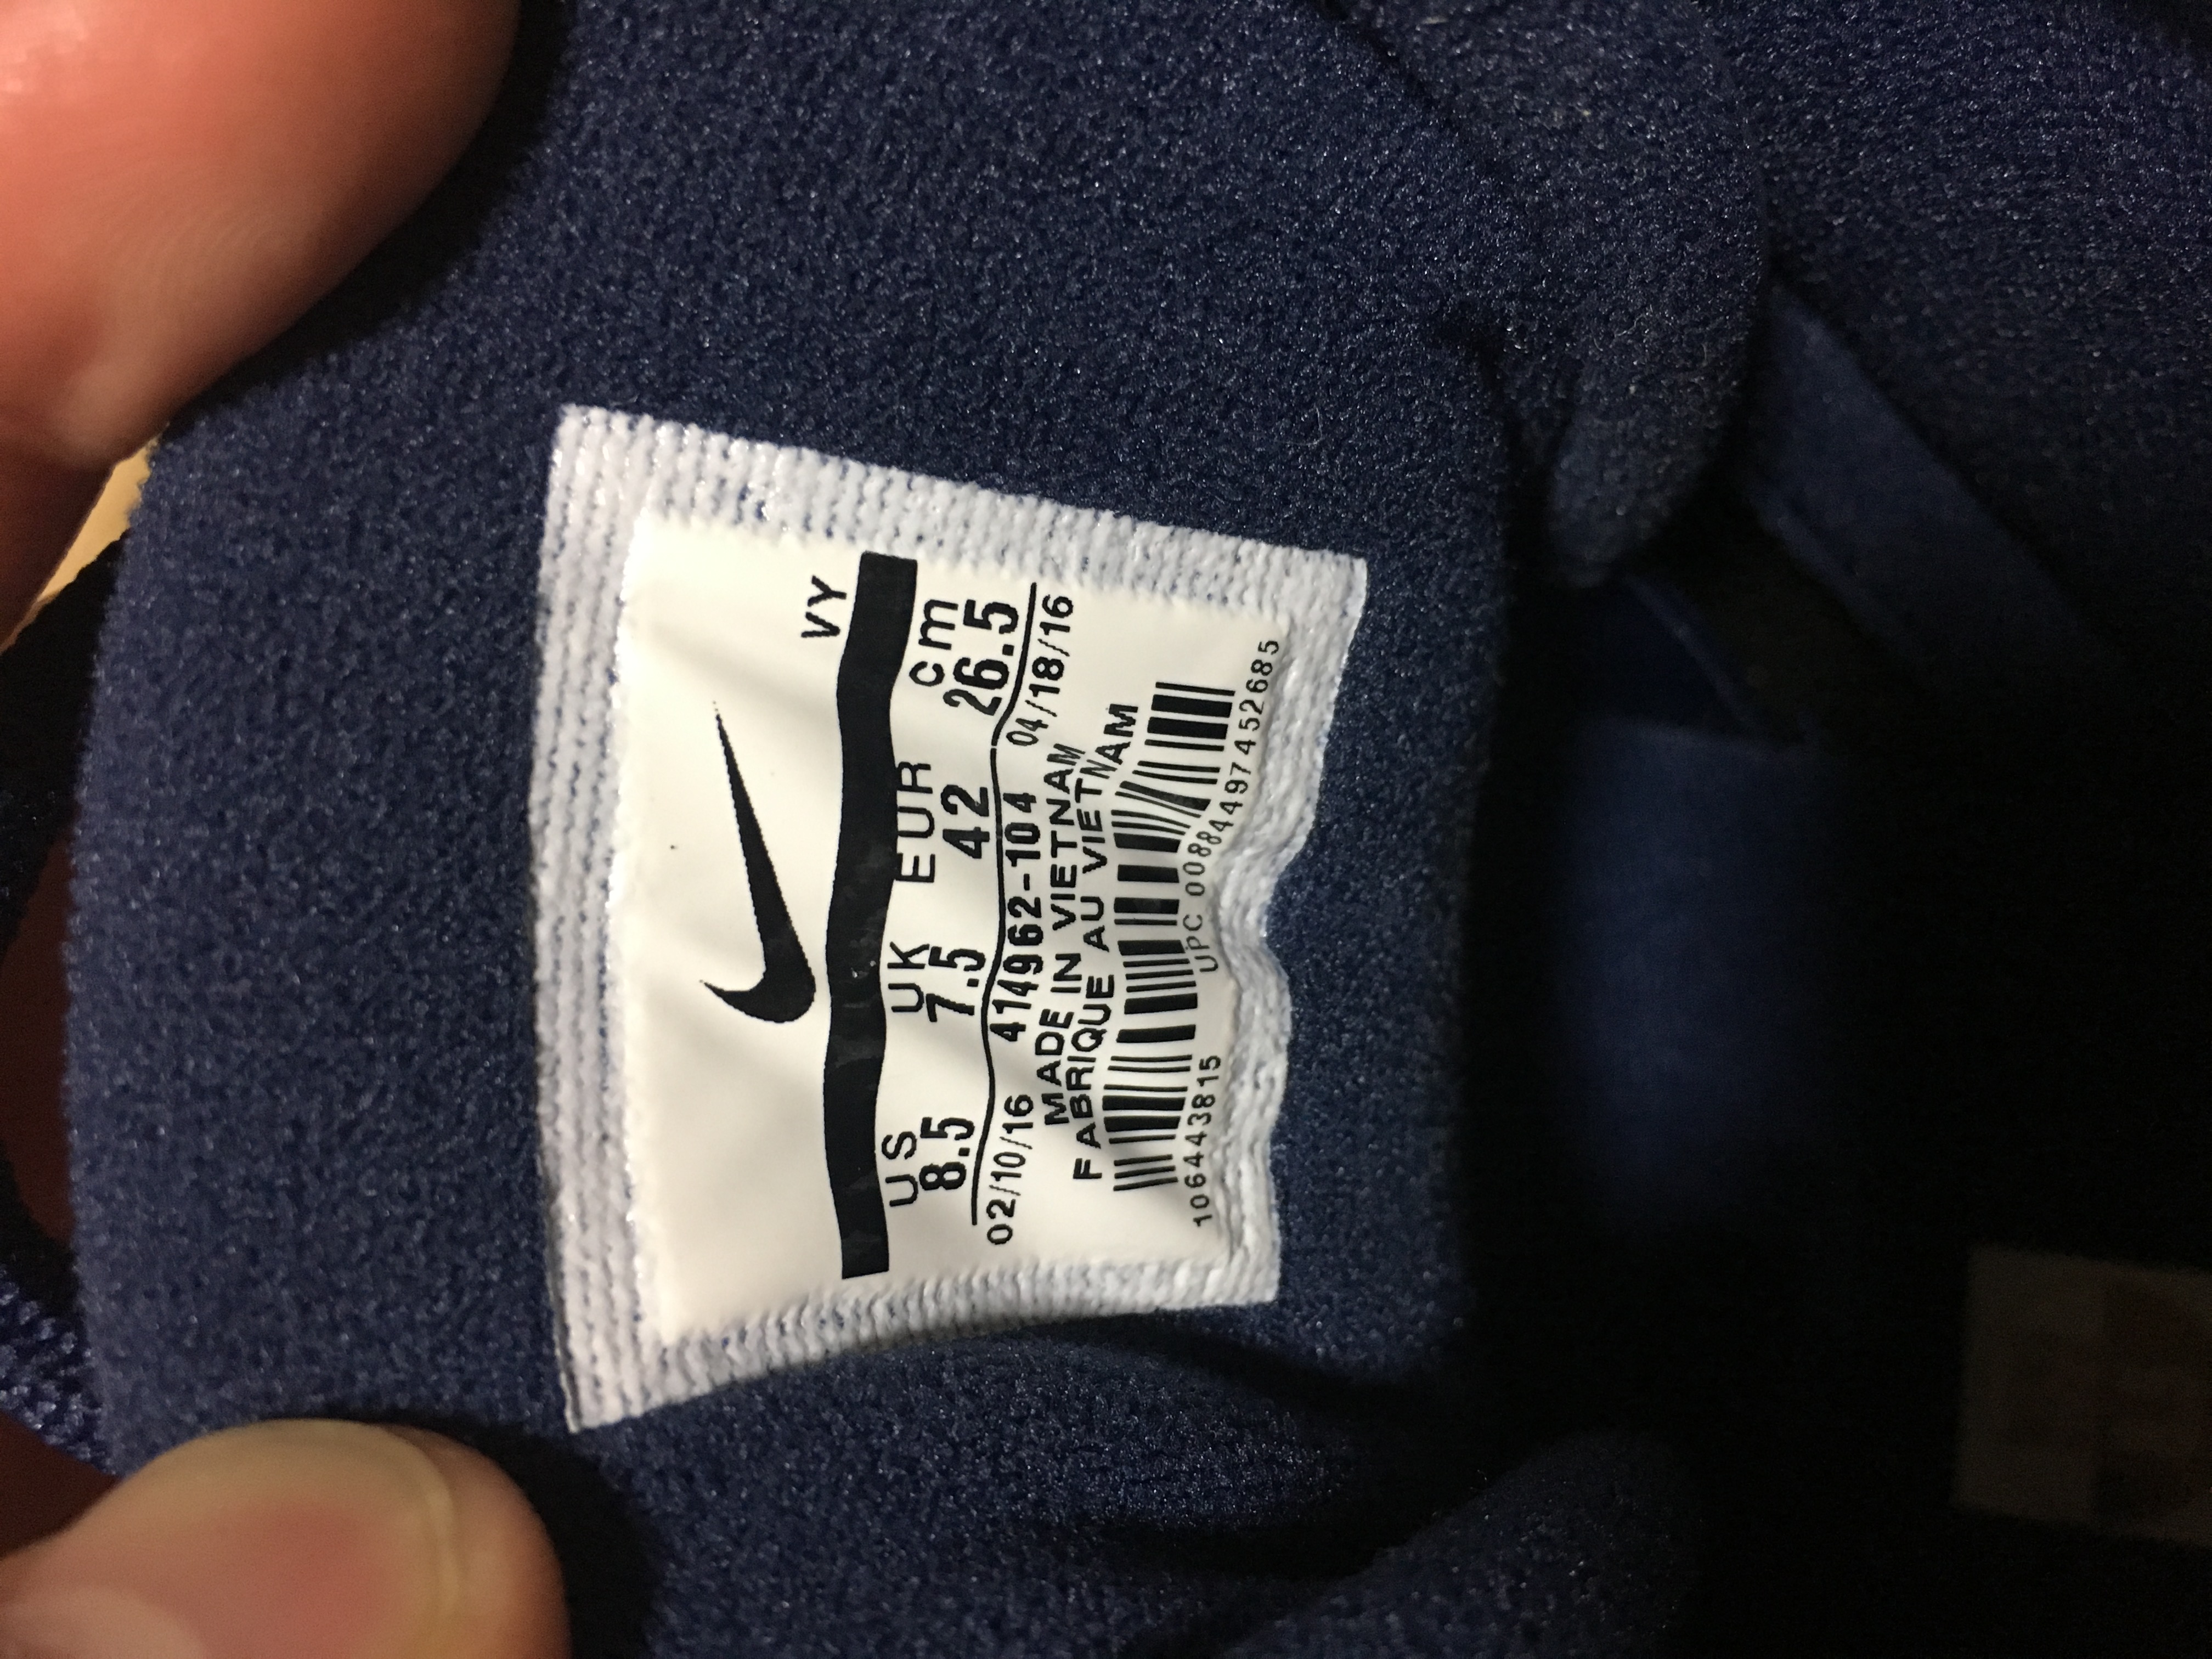 VY
US UK EUR cm
8.5 7.5 42 26.5
02/10/16 414962-104 04/18/16
MADE IN VIETNAM
FABRIQUE AU VIETNAM
106443815 UPC 00884497452685